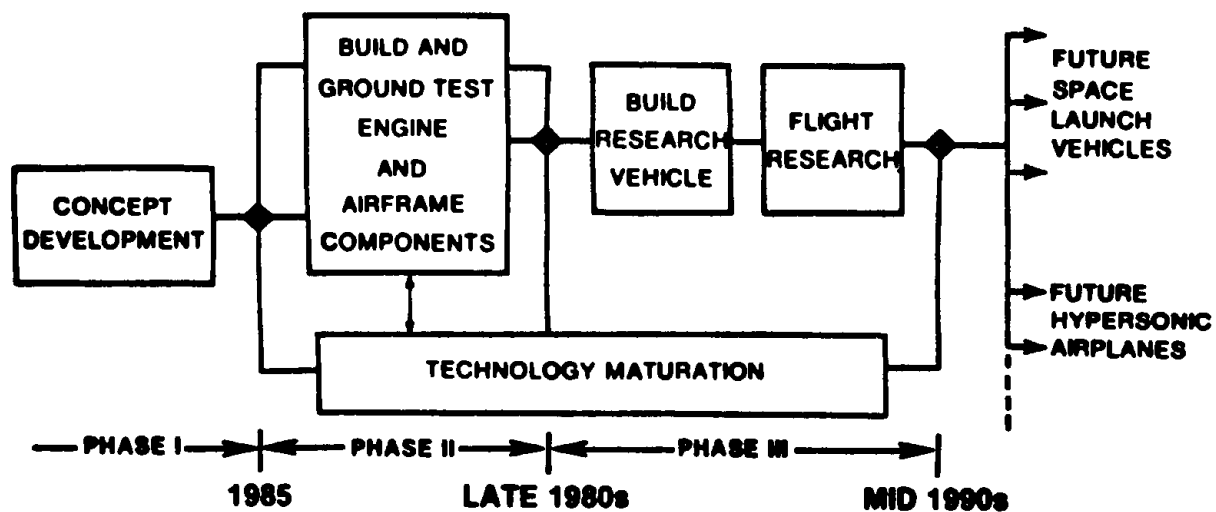 CONCEPT
DEVELOPMENT
BUILD AND
GROUND TEST
ENGINE
AND
AIRFRAME
COMPONENTS
BUILD
RESEARCH
VEHICLE
FLIGHT
RESEARCH
FUTURE
SPACE
LAUNCH
VEHICLES
FUTURE
HYPERSONIC
AIRPLANES
TECHNOLOGY MATURATION
PHASE I
PHASE II
PHASE III
1985
LATE 1980s
MID 1990s